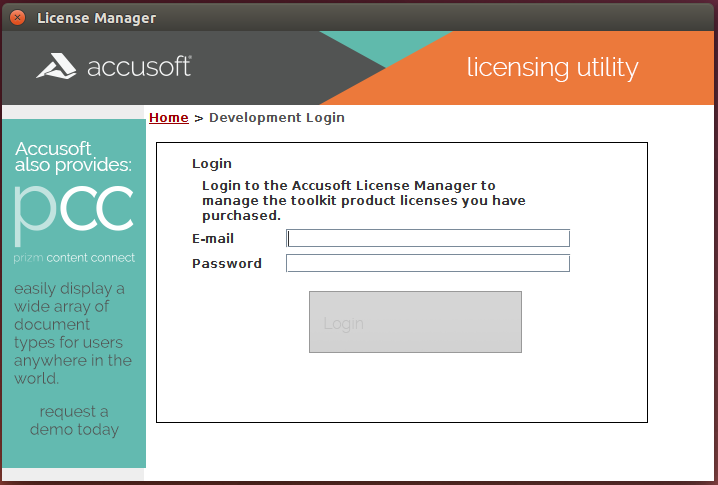 License Manager
accusoft®
licensing utility
Home > Development Login
Accusoft
also provides:
pcc
prizm content connect
easily display a
wide array of
document
types for users
anywhere in the
world.
request a
demo today
Login
Login to the Accusoft License Manager to
manage the toolkit product licenses you have
purchased.
E-mail
Password
Login